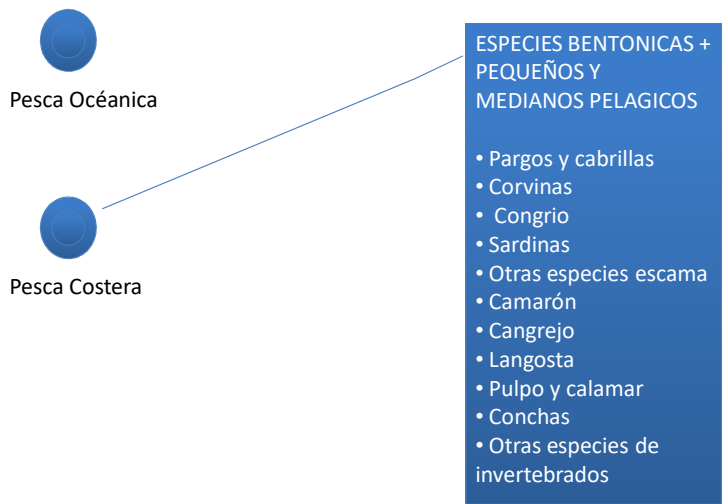 Pesca Océanica
Pesca Costera
ESPECIES BENTONICAS +
PEQUEÑOS Y
MEDIANOS PELAGICOS
• Pargos y cabrillas
• Corvinas
• Congrio
• Sardinas
• Otras especies escama
• Camarón
• Cangrejo
• Langosta
• Pulpo y calamar
• Conchas
• Otras especies de
invertebrados